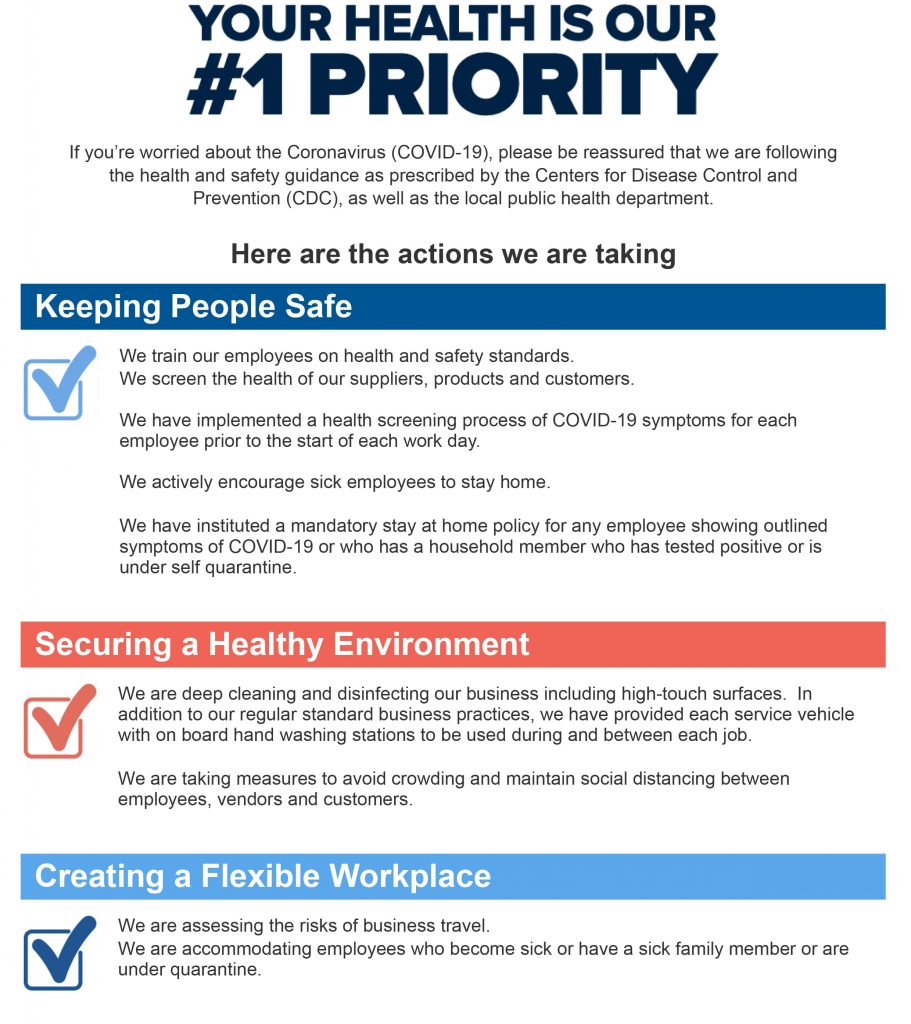 YOUR HEALTH IS OUR
#1 PRIORITY
If you’re worried about the Coronavirus (COVID-19), please be reassured that we are following
the health and safety guidance as prescribed by the Centers for Disease Control and
Prevention (CDC), as well as the local public health department.
Here are the actions we are taking
Keeping People Safe
We train our employees on health and safety standards.
We screen the health of our suppliers, products and customers.
We have implemented a health screening process of COVID-19 symptoms for each
employee prior to the start of each work day.
We actively encourage sick employees to stay home.
We have instituted a mandatory stay at home policy for any employee showing outlined
symptoms of COVID-19 or who has a household member who has tested positive or is
under self quarantine.
Securing a Healthy Environment
We are deep cleaning and disinfecting our business including high-touch surfaces.  In
addition to our regular standard business practices, we have provided each service vehicle
with on board hand washing stations to be used during and between each job.
We are taking measures to avoid crowding and maintain social distancing between
employees, vendors and customers.
Creating a Flexible Workplace
We are assessing the risks of business travel.
We are accommodating employees who become sick or have a sick family member or are
under quarantine.